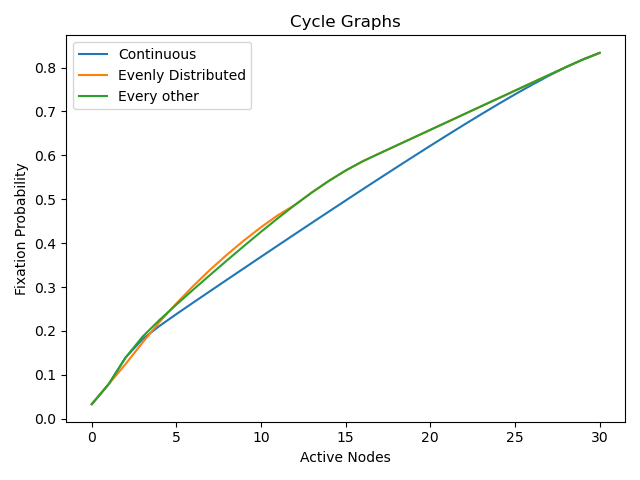 Cycle Graphs
Continuous
Evenly Distributed
Every other
Fixation Probability
0.8
0.7
0.6
0.5
0.4
0.3
0.2
0.1
0.0
0 5 10 15 20 25 30
Active Nodes